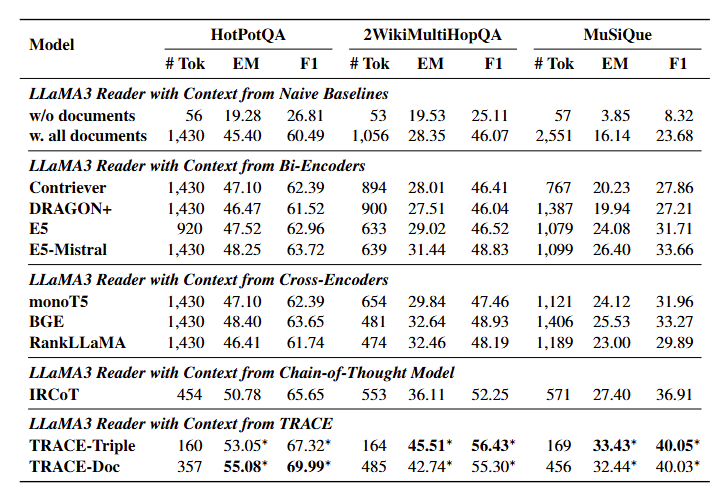 Model HotPotQA 2WikiMultiHopQA MuSiQue
# Tok EM F1 # Tok EM F1 # Tok EM F1
LLaMA3 Reader with Context from Naive Baselines
w/o documents 56 19.28 26.81 53 19.53 25.11 57 3.85 8.32
w. all documents 1,430 45.40 60.49 1,056 28.35 46.07 2,551 16.14 23.68
LLaMA3 Reader with Context from Bi-Encoders
Contriever 1,430 47.10 62.39 894 28.01 46.41 767 20.23 27.86
DRAGON+ 1,430 46.47 61.52 900 27.51 46.04 1,387 19.94 27.21
E5 920 47.52 62.96 633 29.02 46.52 1,079 24.08 31.71
E5-Mistral 1,430 48.25 63.72 639 31.44 48.83 1,099 26.40 33.66
LLaMA3 Reader with Context from Cross-Encoders
monoT5 1,430 47.10 62.39 654 29.84 47.46 1,121 24.12 31.96
BGE 1,430 48.40 63.65 481 32.64 48.93 1,406 25.53 33.27
RankLLaMA 1,430 46.41 61.74 474 32.46 48.19 1,189 23.00 29.89
LLaMA3 Reader with Context from Chain-of-Thought Model
IRCoT 454 50.78 65.65 553 36.11 52.25 571 27.40 36.91
LLaMA3 Reader with Context from TRACE
TRACE-Triple 160 53.05* 67.32* 164 45.51* 56.43* 169 33.43* 40.05*
TRACE-Doc 357 55.08* 69.99* 485 42.74* 55.30* 456 32.44* 40.03*